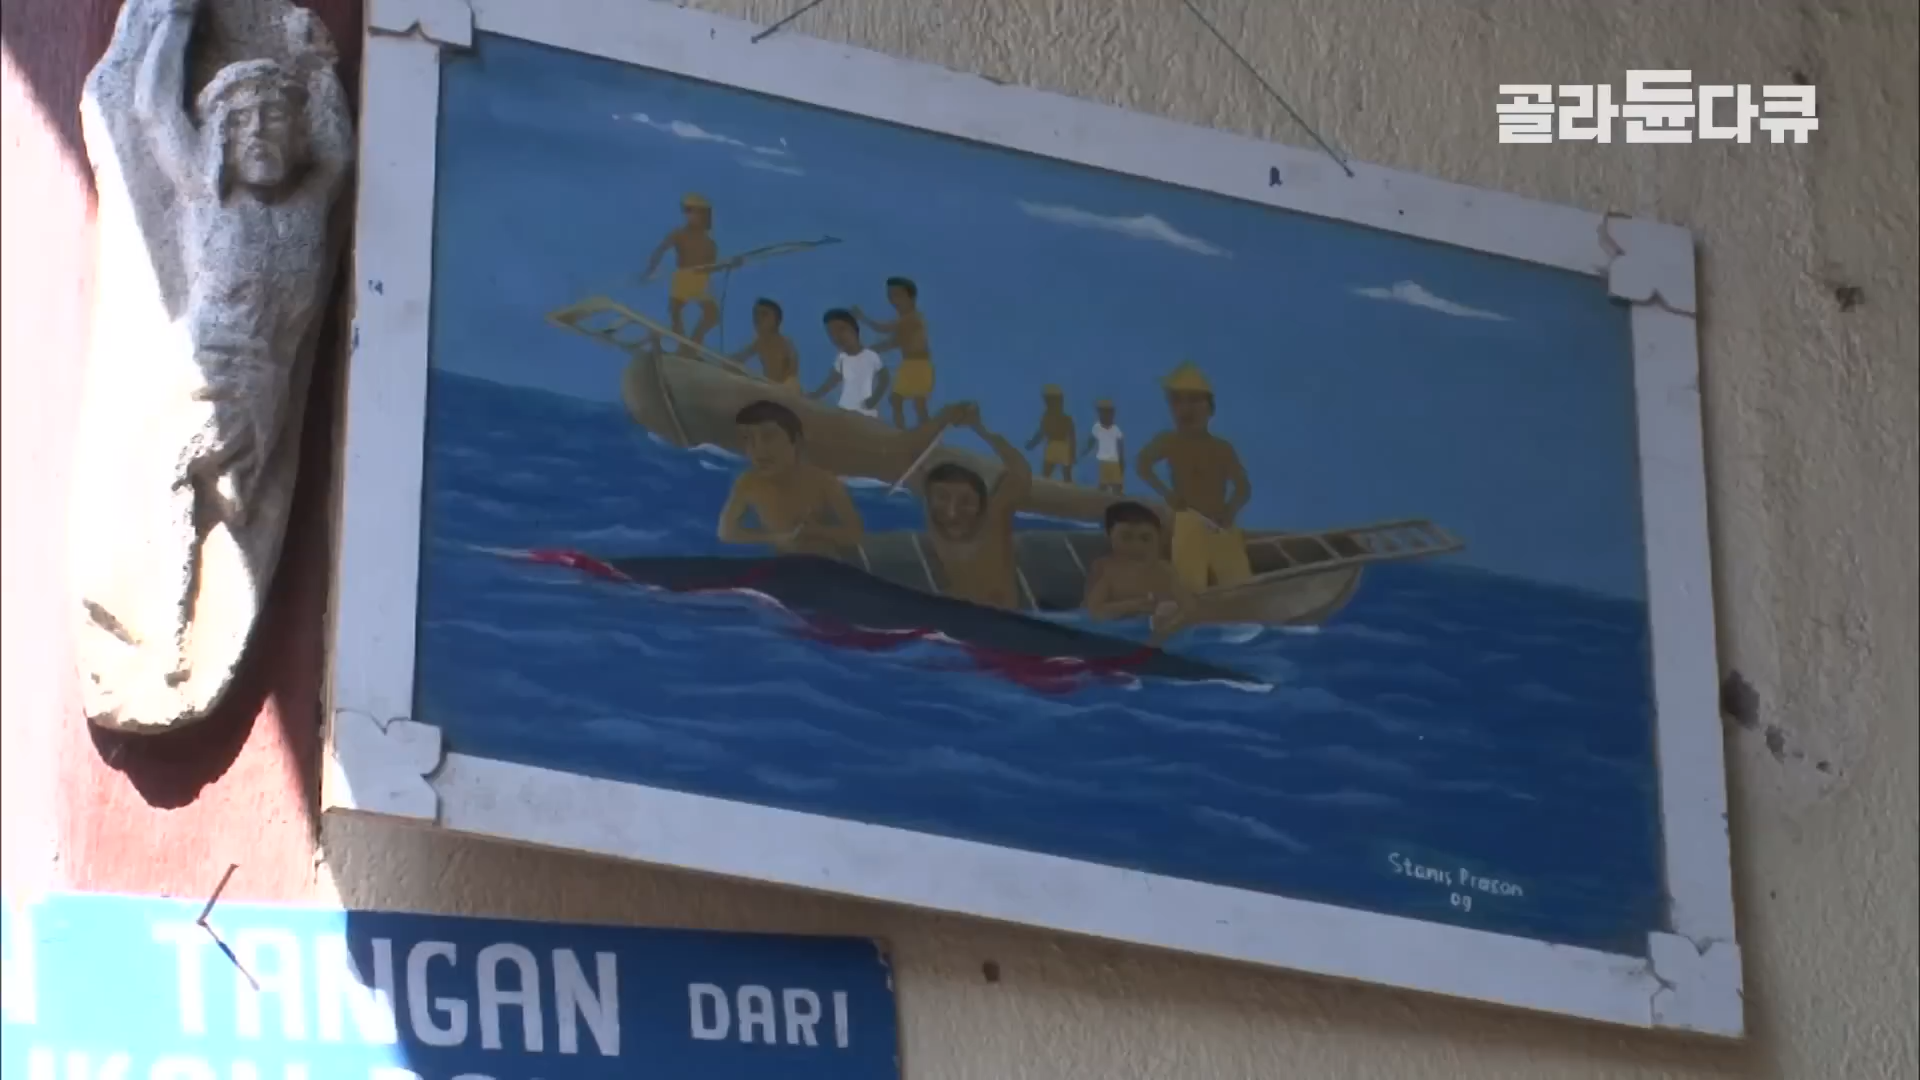 골라듄다큐
Stanis Prason
09
TANGAN DARI